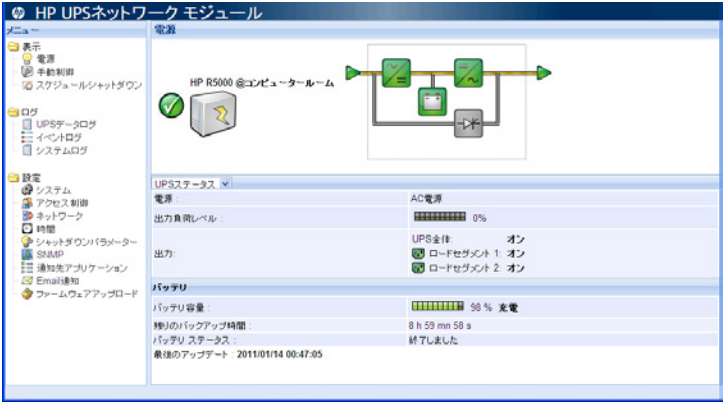 HP UPSネットワーク モジュール
メニュー
表示
電源
手動制御
スケジュールシャットダウン
ログ
UPSデータログ
イベントログ
システムログ
設定
システム
アクセス制御
ネットワーク
時間
シャットダウンパラメーター
SNMP
通知先アプリケーション
Email通知
ファームウェアアップロード
電源
HP R5000 @コンピュータールーム
UPSステータス
電源 : AC電源
出力負荷レベル : 0%
出力: UPS全体: オン
ロードセグメント 1: オン
ロードセグメント 2: オン
バッテリ
バッテリ容量 : 98 % 充電
残りのバックアップ時間 : 8 h 59 mn 58 s
バッテリ ステータス : 終了しました
最後のアップデート : 2011/01/14 00:47:05